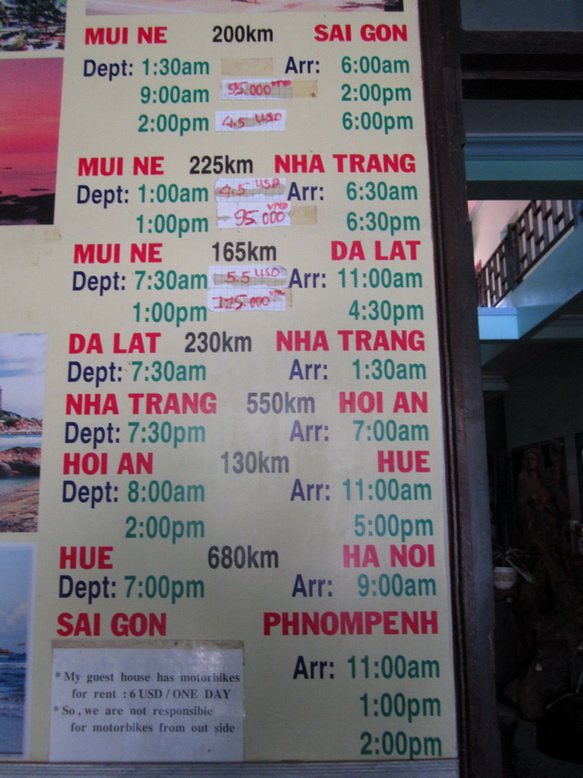 MUI NE 200km SAI GON
Dept: 1:30am Arr: 6:00am
9:00am 95.000 VND 2:00pm
2:00pm 4.5 USD 6:00pm
MUI NE 225km NHA TRANG
Dept: 1:00am 4.5 USD Arr: 6:30am
1:00pm 95.000 VND 6:30pm
MUI NE 165km DA LAT
Dept: 7:30am 5.5 USD Arr: 11:00am
1:00pm 115.000 4:30pm
DA LAT 230km NHA TRANG
Dept: 7:30am Arr: 1:30am
NHA TRANG 550km HOI AN
Dept: 7:30pm Arr: 7:00am
HOI AN 130km HUE
Dept: 8:00am Arr: 11:00am
2:00pm 5:00pm
HUE 680km HA NOI
Dept: 7:00pm Arr: 9:00am
SAI GON PHNOMPENH
Arr: 11:00am
1:00pm
2:00pm
* My guest house has motorbikes
for rent : 6 USD / ONE DAY
* So , we are not responsible
for motorbikes from out side